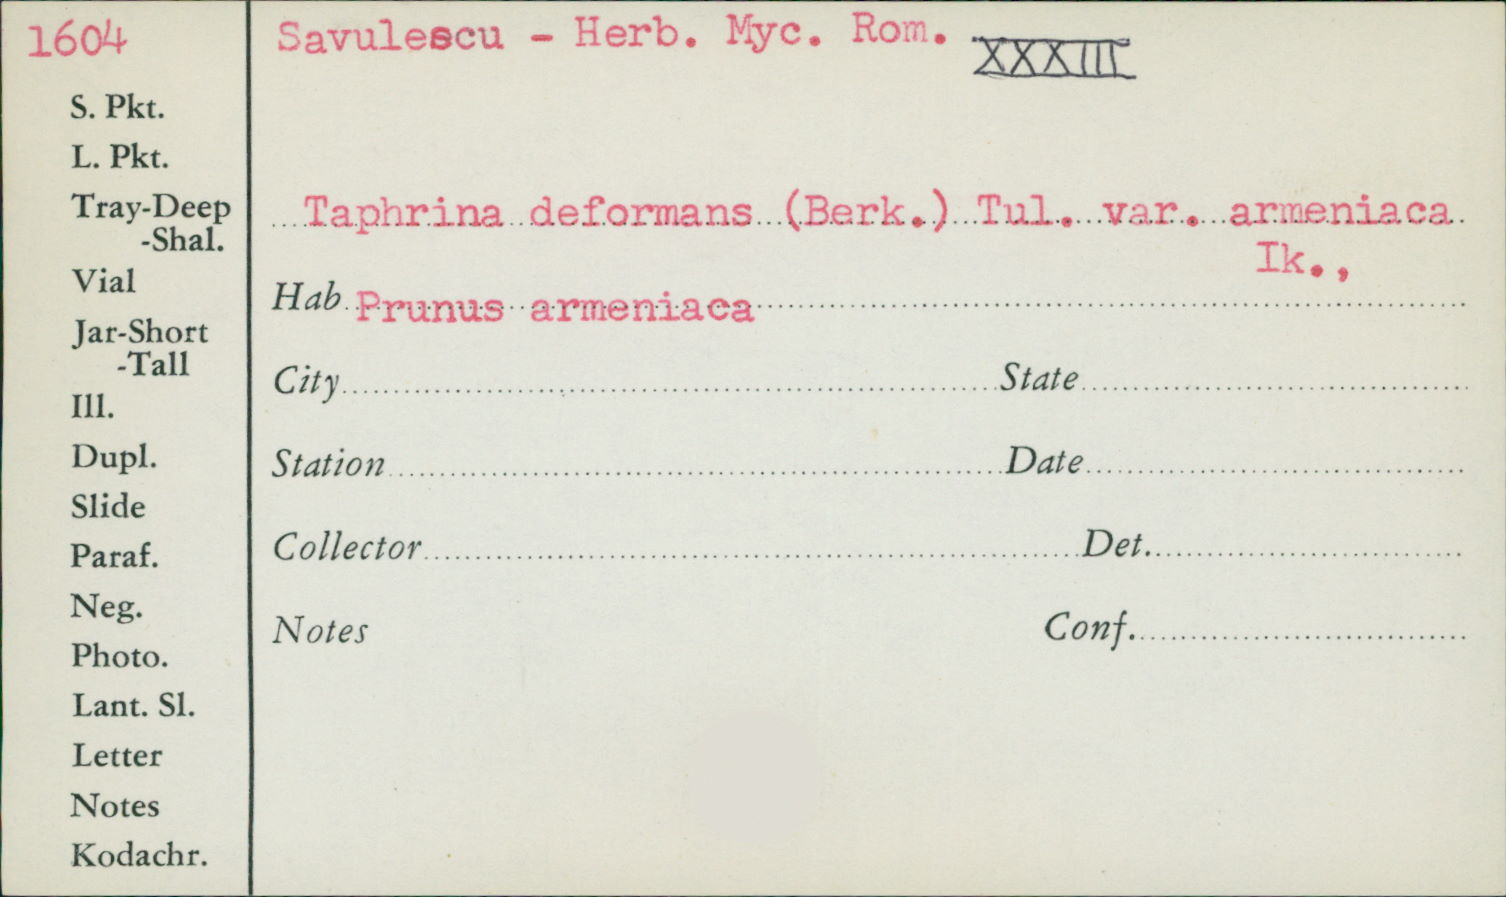 1604
Savulescu - Herb. Myc. Rom. XXXIII
S. Pkt.
L. Pkt.
Tray-Deep
-Shal.
Vial
Jar-Short
-Tall
Ill.
Dupl.
Slide
Paraf.
Neg.
Photo.
Lant. Sl.
Letter
Notes
Kodachr.
Taphrina deformans (Berk.) Tul. var. armeniaca
Ik.,
Hab Prunus armeniaca
City State
Station Date
Collector Det.
Notes Conf.